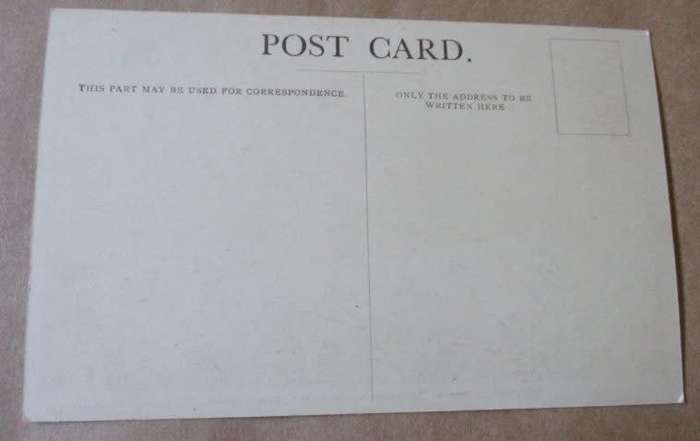 POST CARD.
THIS PART MAY BE USED FOR CORRESPONDENCE.
ONLY THE ADDRESS TO BE
WRITTEN HERE